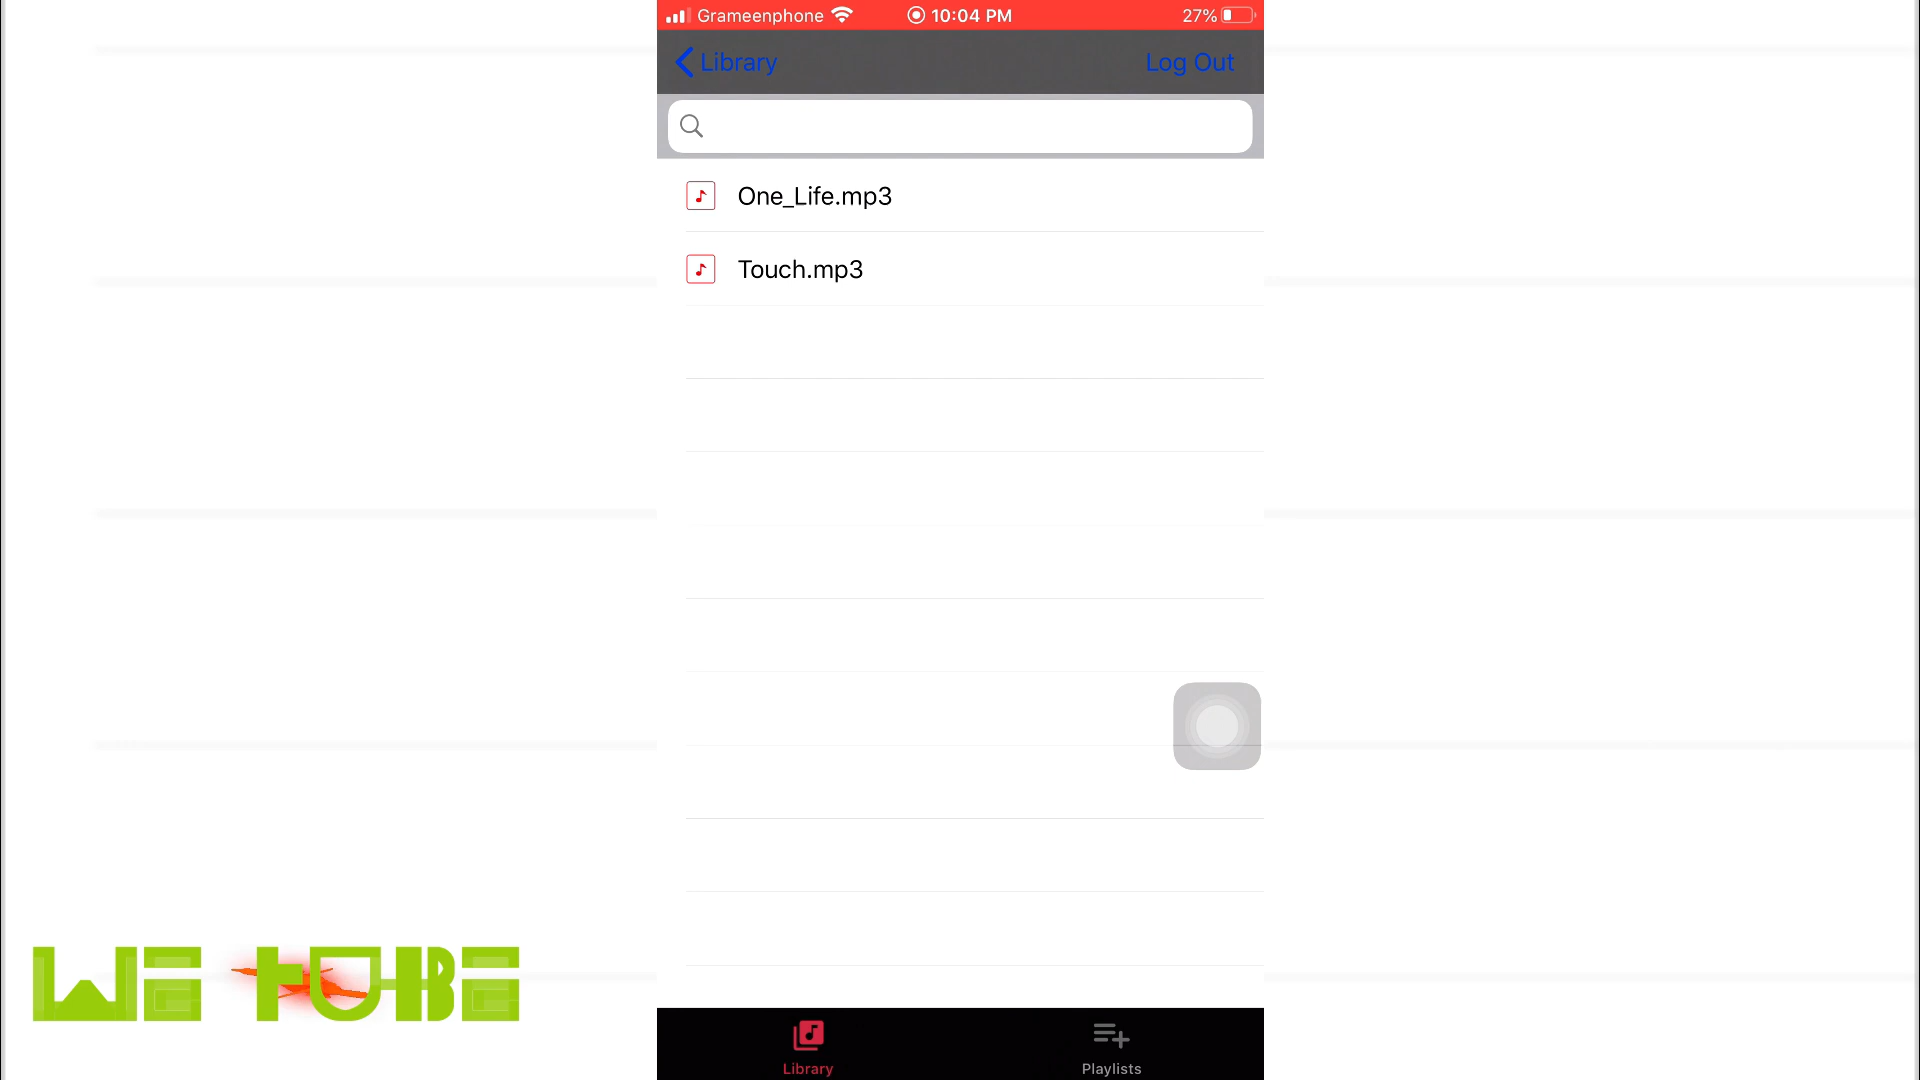 Grameenphone 10:04 PM 27%
Library Log Out
One_Life.mp3
Touch.mp3
WE TUBE
Library Playlists